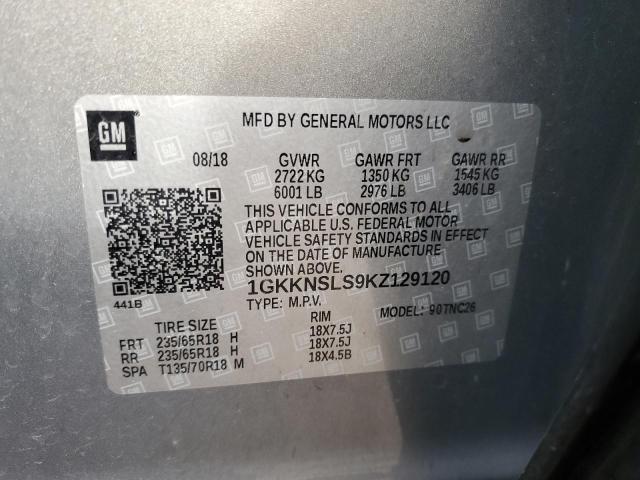 GM
MFD BY GENERAL MOTORS LLC
08/18 GVWR GAWR FRT GAWR RR
2722 KG 1350 KG 1545 KG
6001 LB 2976 LB 3406 LB
THIS VEHICLE CONFORMS TO ALL
APPLICABLE U.S. FEDERAL MOTOR
VEHICLE SAFETY STANDARDS IN EFFECT
ON THE DATE OF MANUFACTURE
SHOWN ABOVE.
441B
1GKKNSLS9KZ129120
TYPE: M.P.V. MODEL: 90TNC26
TIRE SIZE RIM
FRT 235/65R18 H 18X7.5J
RR 235/65R18 H 18X7.5J
SPA T135/70R18 M 18X4.5B